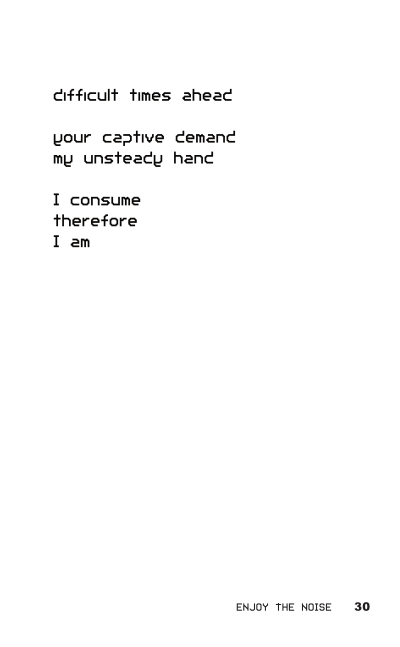 difficult times ahead
your captive demand
my unsteady hand
I consume
therefore
I am
ENJOY THE NOISE 30